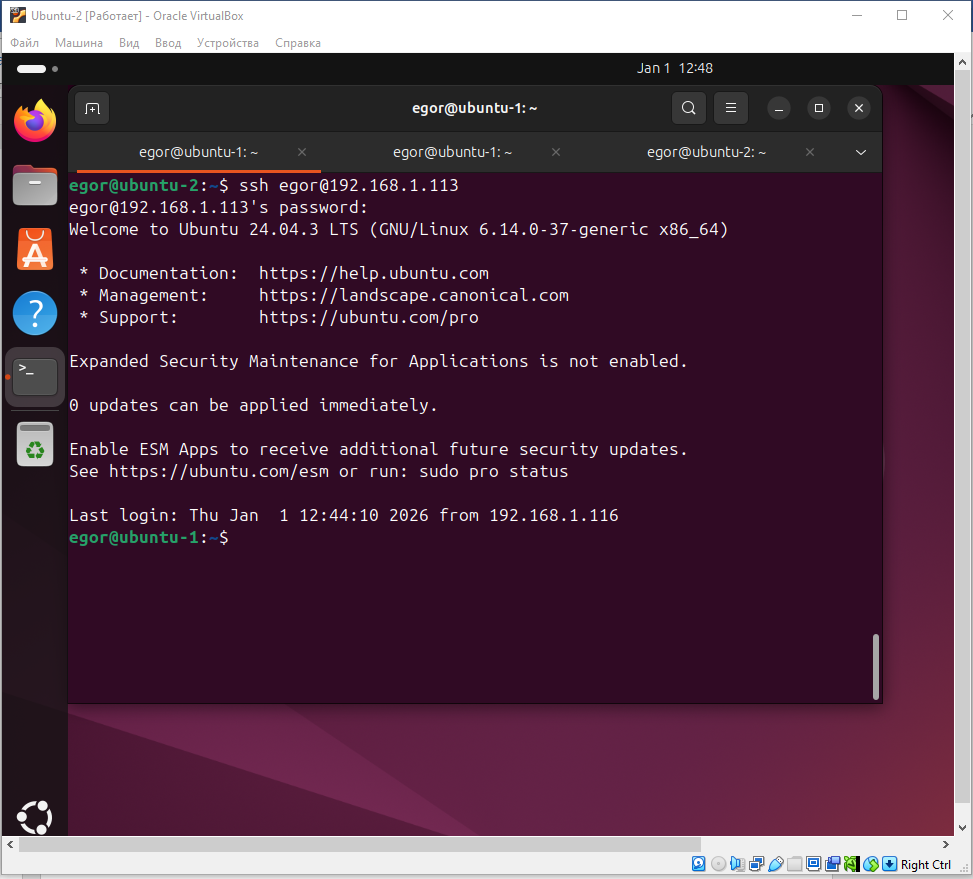 Ubuntu-2 [Работает] - Oracle VirtualBox
Файл Машина Вид Ввод Устройства Справка
Jan 1 12:48
egor@ubuntu-1: ~
egor@ubuntu-1: ~ egor@ubuntu-1: ~ egor@ubuntu-2: ~
egor@ubuntu-2:~$ ssh egor@192.168.1.113
egor@192.168.1.113's password:
Welcome to Ubuntu 24.04.3 LTS (GNU/Linux 6.14.0-37-generic x86_64)
* Documentation: https://help.ubuntu.com
* Management: https://landscape.canonical.com
* Support: https://ubuntu.com/pro
Expanded Security Maintenance for Applications is not enabled.
0 updates can be applied immediately.
Enable ESM Apps to receive additional future security updates.
See https://ubuntu.com/esm or run: sudo pro status
Last login: Thu Jan  1 12:44:10 2026 from 192.168.1.116
egor@ubuntu-1:~$
Right Ctrl